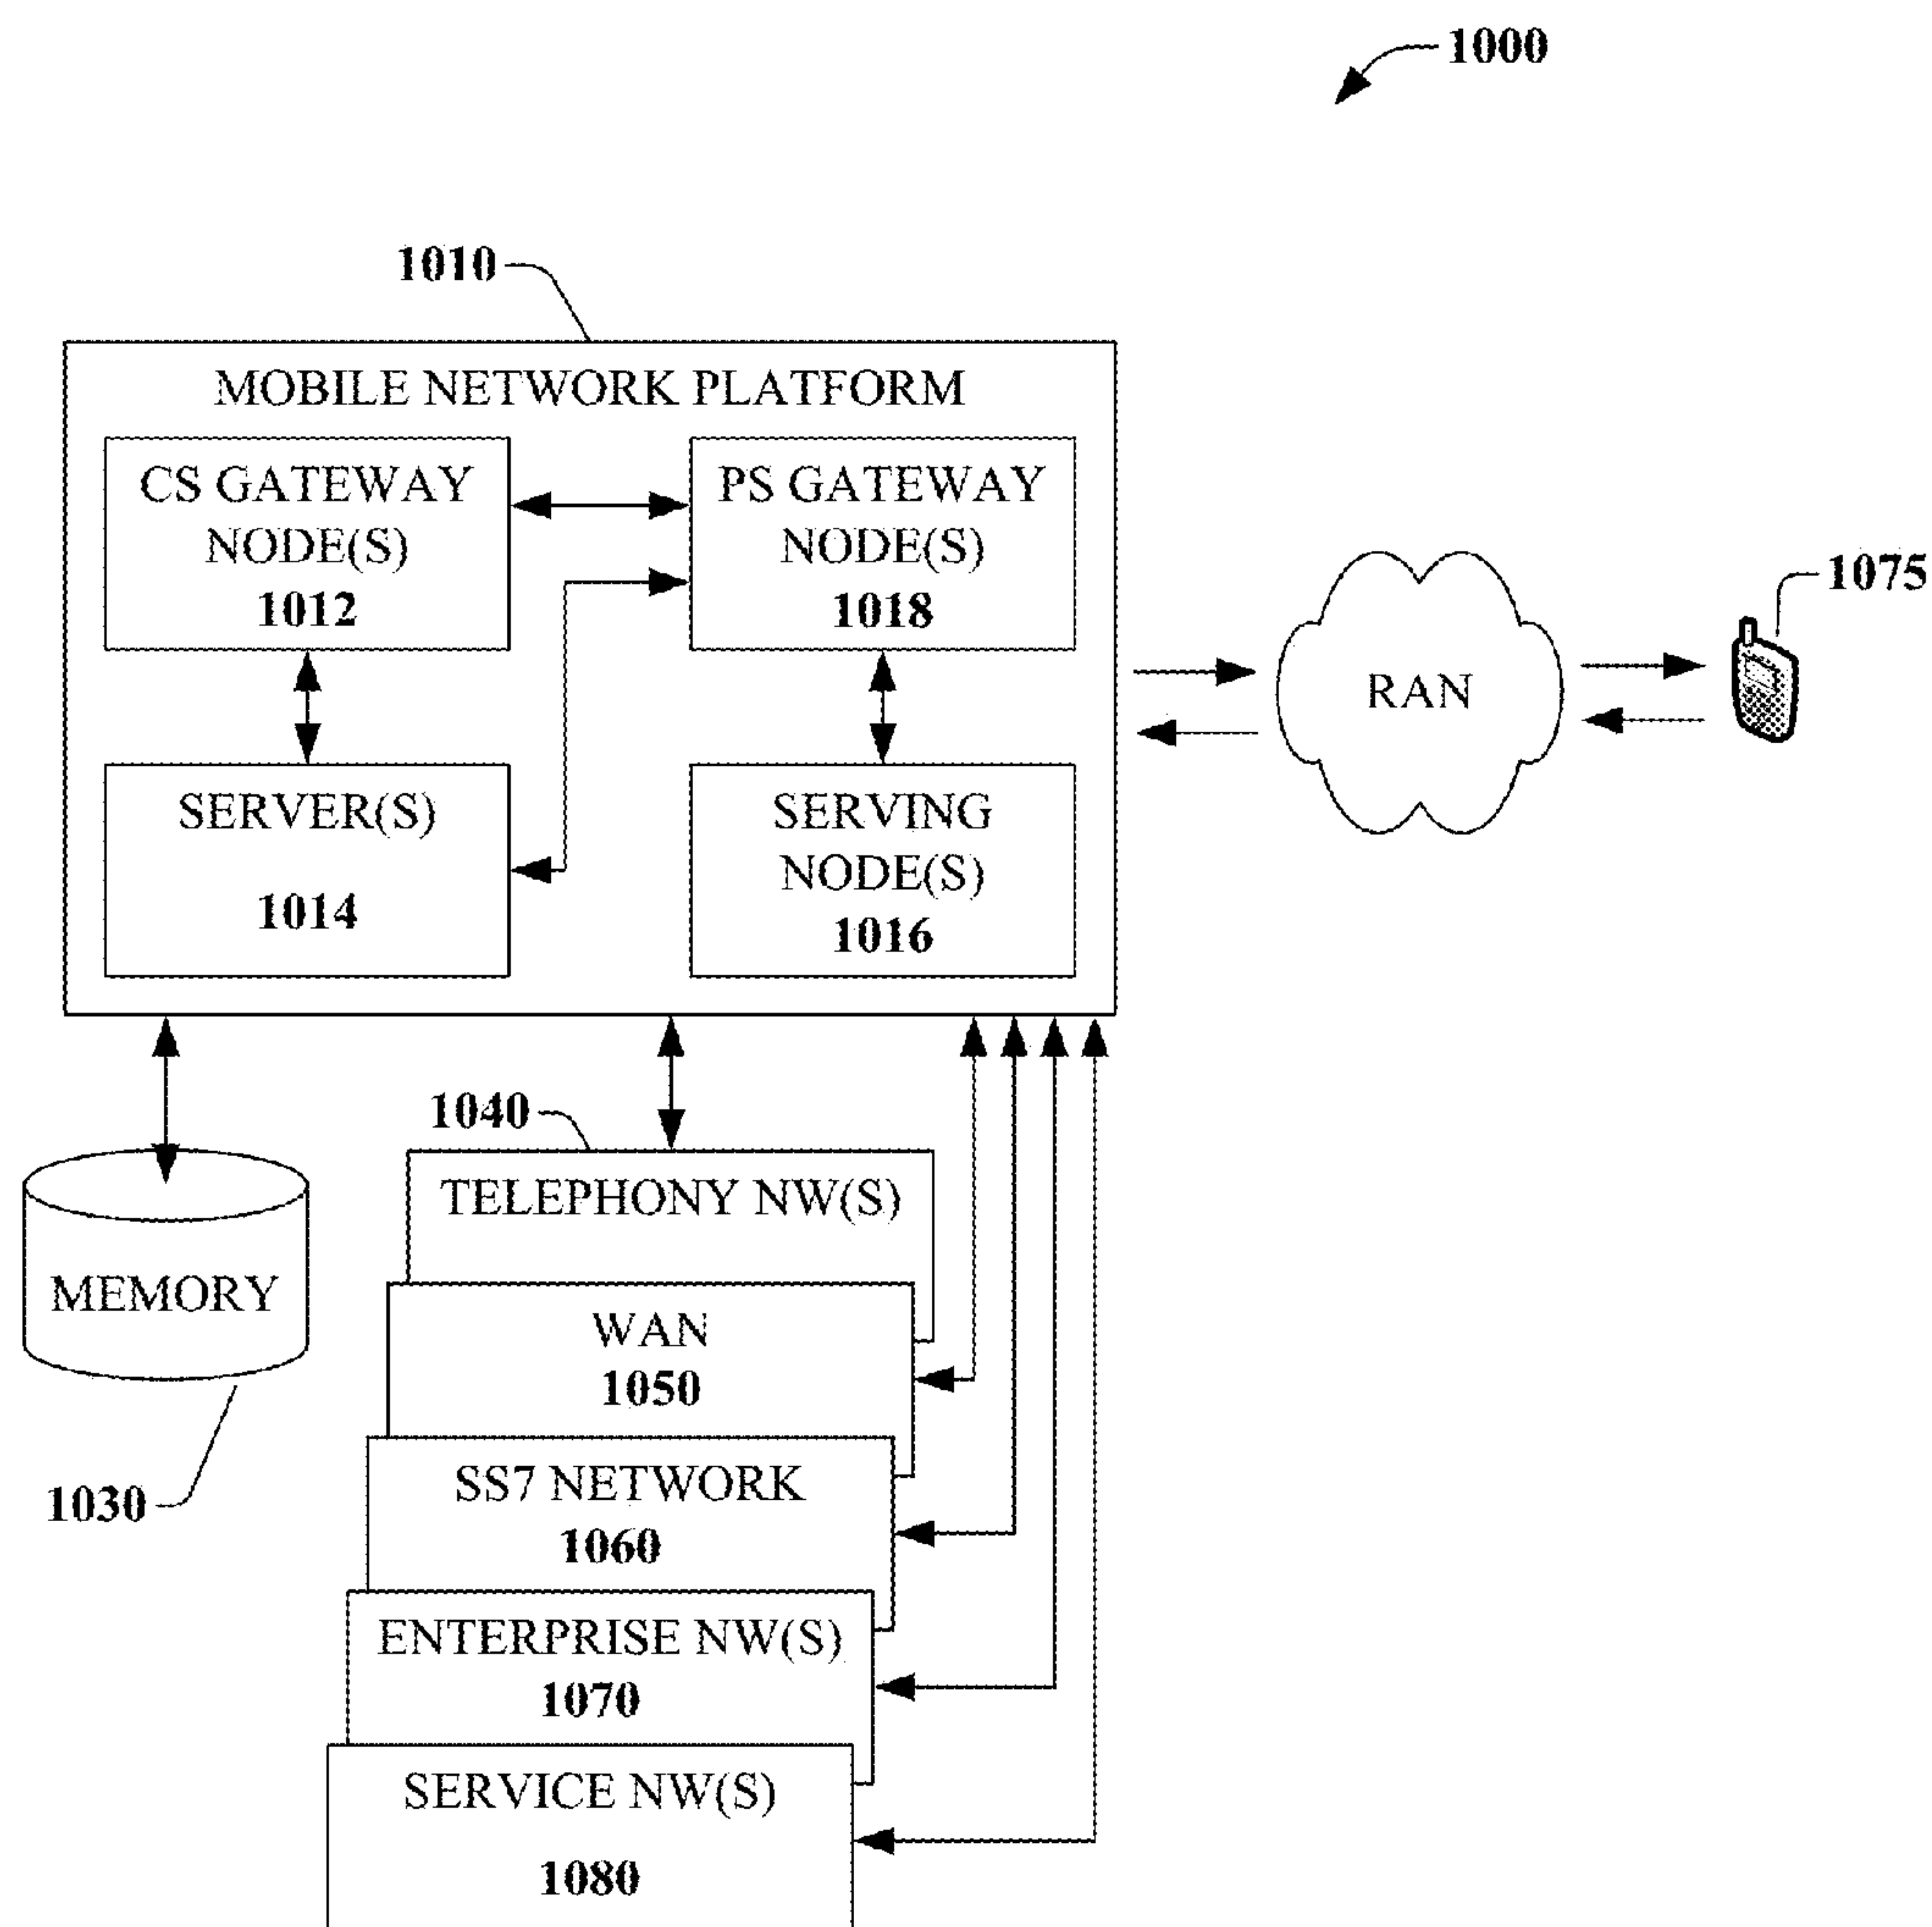 1000
1010
MOBILE NETWORK PLATFORM
CS GATEWAY
NODE(S)
1012
PS GATEWAY
NODE(S)
1018
SERVER(S)
1014
SERVING
NODE(S)
1016
RAN
1075
1040
TELEPHONY NW(S)
MEMORY
1030
WAN
1050
SS7 NETWORK
1060
ENTERPRISE NW(S)
1070
SERVICE NW(S)
1080